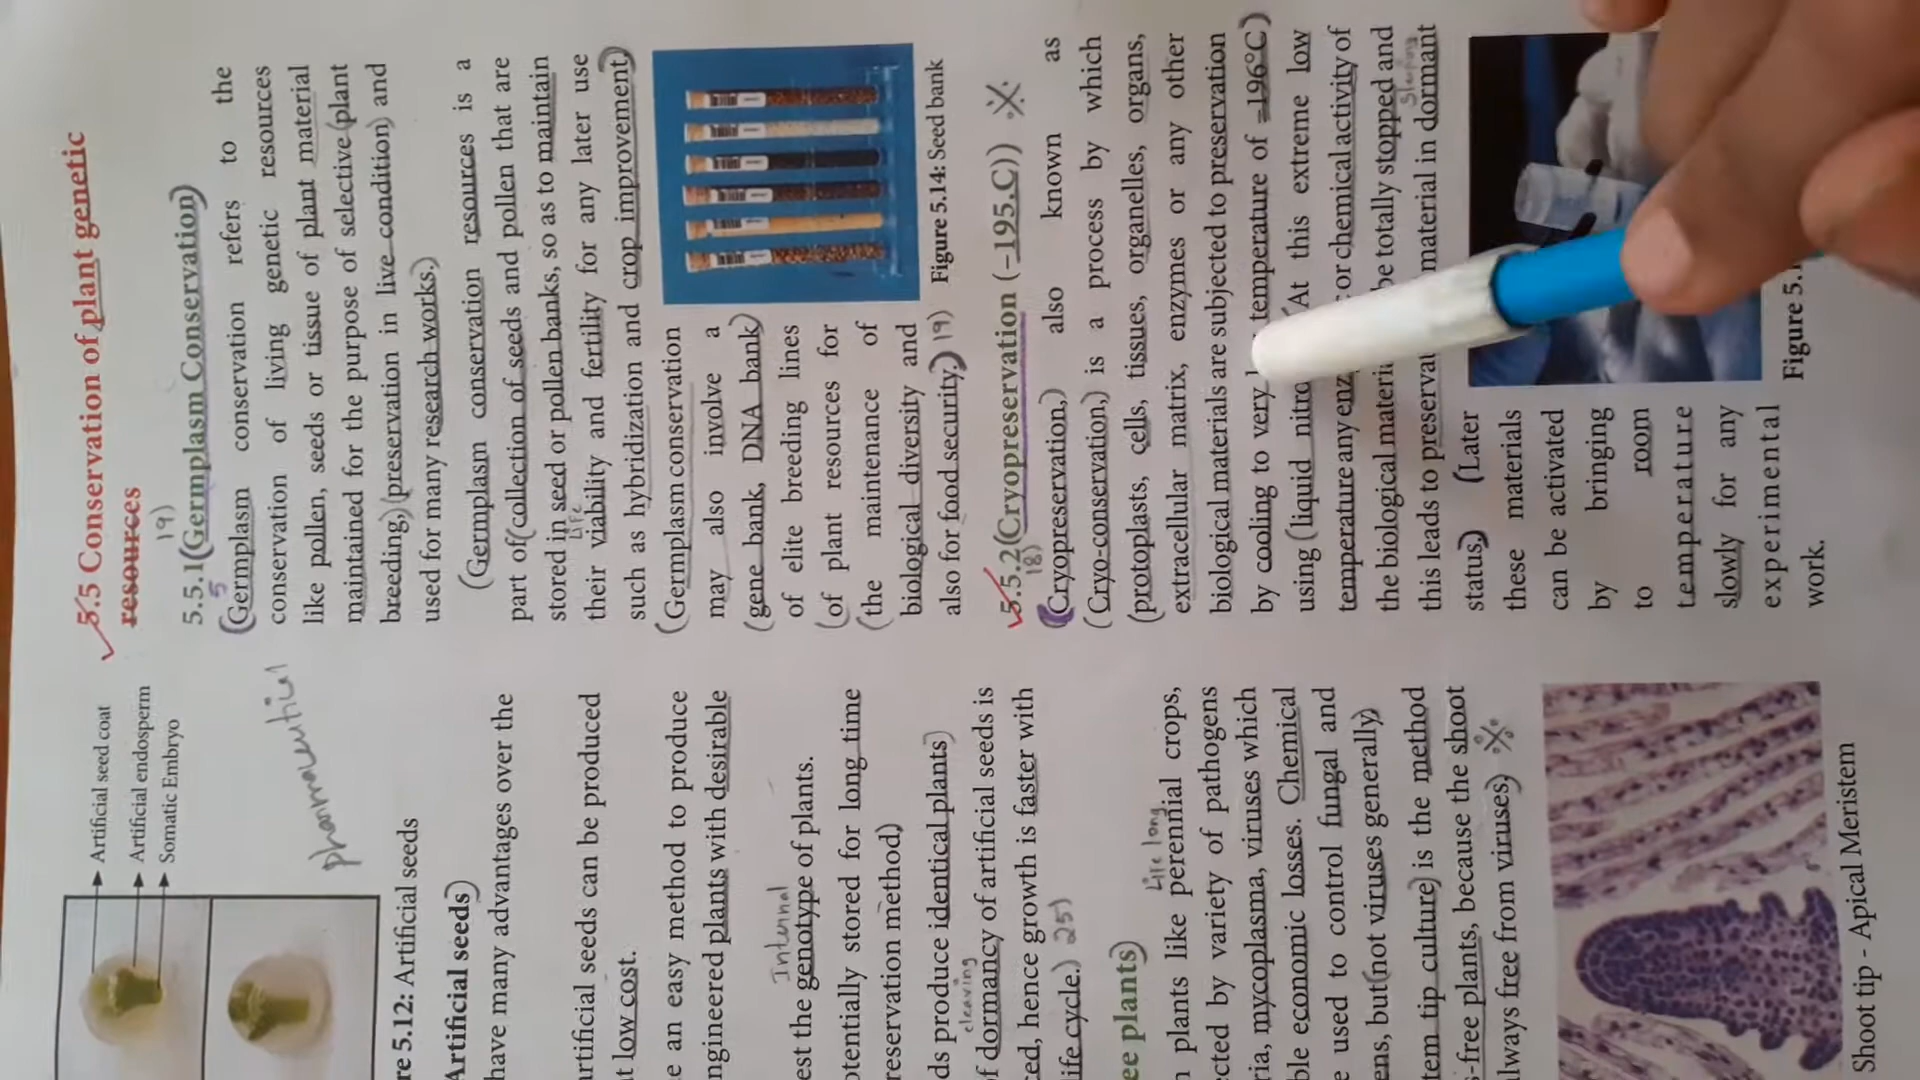 Artificial seed coat
Artificial endosperm
Somatic Embryo
re 5.12: Artificial seeds
pharmaceutical
Artificial seeds)
have many advantages over the
rtificial seeds can be produced
t low cost.
e an easy method to produce
ngineered plants with desirable
Internal
est the genotype of plants.
otentially stored for long time
reservation method)
ds produce identical plants)
cleaving
f dormancy of artificial seeds is
ted, hence growth is faster with
life cycle.) 25)
ee plants)
Life long
n plants like perennial crops,
ected by variety of pathogens
ria, mycoplasma, viruses which
ble economic losses. Chemical
e used to control fungal and
ens, but (not viruses generally)
tem tip culture) is the method
s-free plants, because the shoot
lways free from viruses)
Shoot tip - Apical Meristem
5.5 Conservation of plant genetic
resources
19)
5.5.1 (Germplasm Conservation)
5
(Germplasm conservation refers to the
conservation of living genetic resources
like pollen, seeds or tissue of plant material
maintained for the purpose of selective (plant
breeding,) (preservation in live condition) and
used for many research works.)
(Germplasm conservation resources is a
part of (collection of seeds and pollen that are
stored in seed or pollen banks, so as to maintain
Life
their viability and fertility for any later use
such as hybridization and crop improvement)
(Germplasm conservation
may also involve a
(gene bank, DNA bank)
of elite breeding lines
(of plant resources for
(the maintenance of
biological diversity and
also for food security.) 19)
Figure 5.14: Seed bank
5.5.2 (Cryopreservation (–195.C))
18)
(Cryopreservation,) also known as
(Cryo-conservation,) is a process by which
(protoplasts, cells, tissues, organelles, organs,
extracellular matrix, enzymes or any other
biological materials are subjected to preservation
by cooling to very temperature of –196°C)
using (liquid At this extreme low
temperature any or chemical activity of
the biological be totally stopped and
sleeping
this leads to material in dormant
status.) (Later
these materials
can be activated
by bringing
to room
temperature
slowly for any
experimental
work.
Figure 5.1